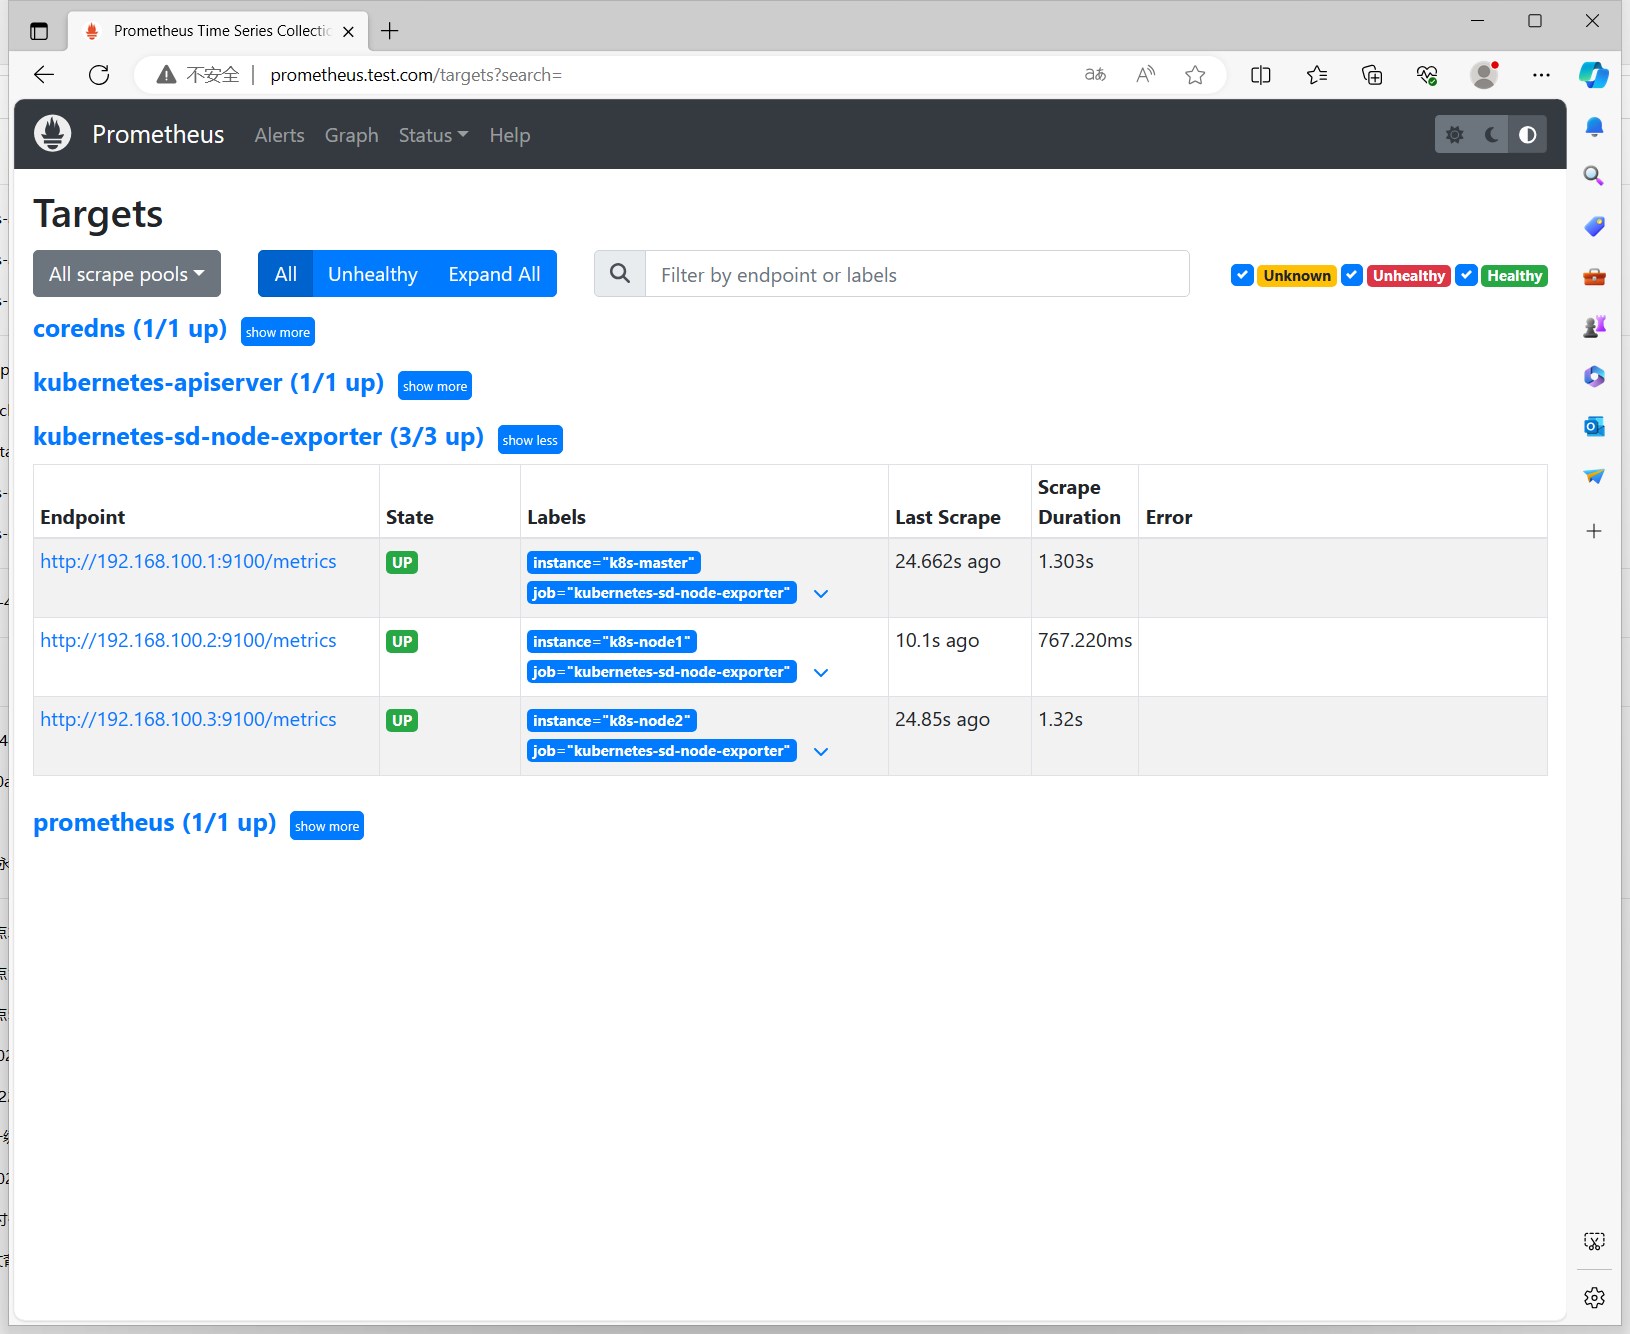 Prometheus Time Series Collectio
不安全 prometheus.test.com/targets?search=
Prometheus Alerts Graph Status Help
Targets
All scrape pools All Unhealthy Expand All Filter by endpoint or labels Unknown Unhealthy Healthy
coredns (1/1 up) show more
kubernetes-apiserver (1/1 up) show more
kubernetes-sd-node-exporter (3/3 up) show less
Endpoint State Labels Last Scrape Scrape Duration Error
http://192.168.100.1:9100/metrics UP instance="k8s-master" 24.662s ago 1.303s
job="kubernetes-sd-node-exporter"
http://192.168.100.2:9100/metrics UP instance="k8s-node1" 10.1s ago 767.220ms
job="kubernetes-sd-node-exporter"
http://192.168.100.3:9100/metrics UP instance="k8s-node2" 24.85s ago 1.32s
job="kubernetes-sd-node-exporter"
prometheus (1/1 up) show more